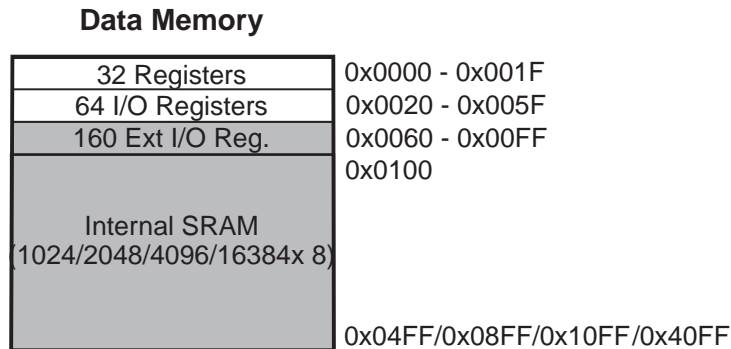 Data Memory
32 Registers 0x0000 - 0x001F
64 I/O Registers 0x0020 - 0x005F
160 Ext I/O Reg. 0x0060 - 0x00FF
0x0100
Internal SRAM
(1024/2048/4096/16384x 8)
0x04FF/0x08FF/0x10FF/0x40FF